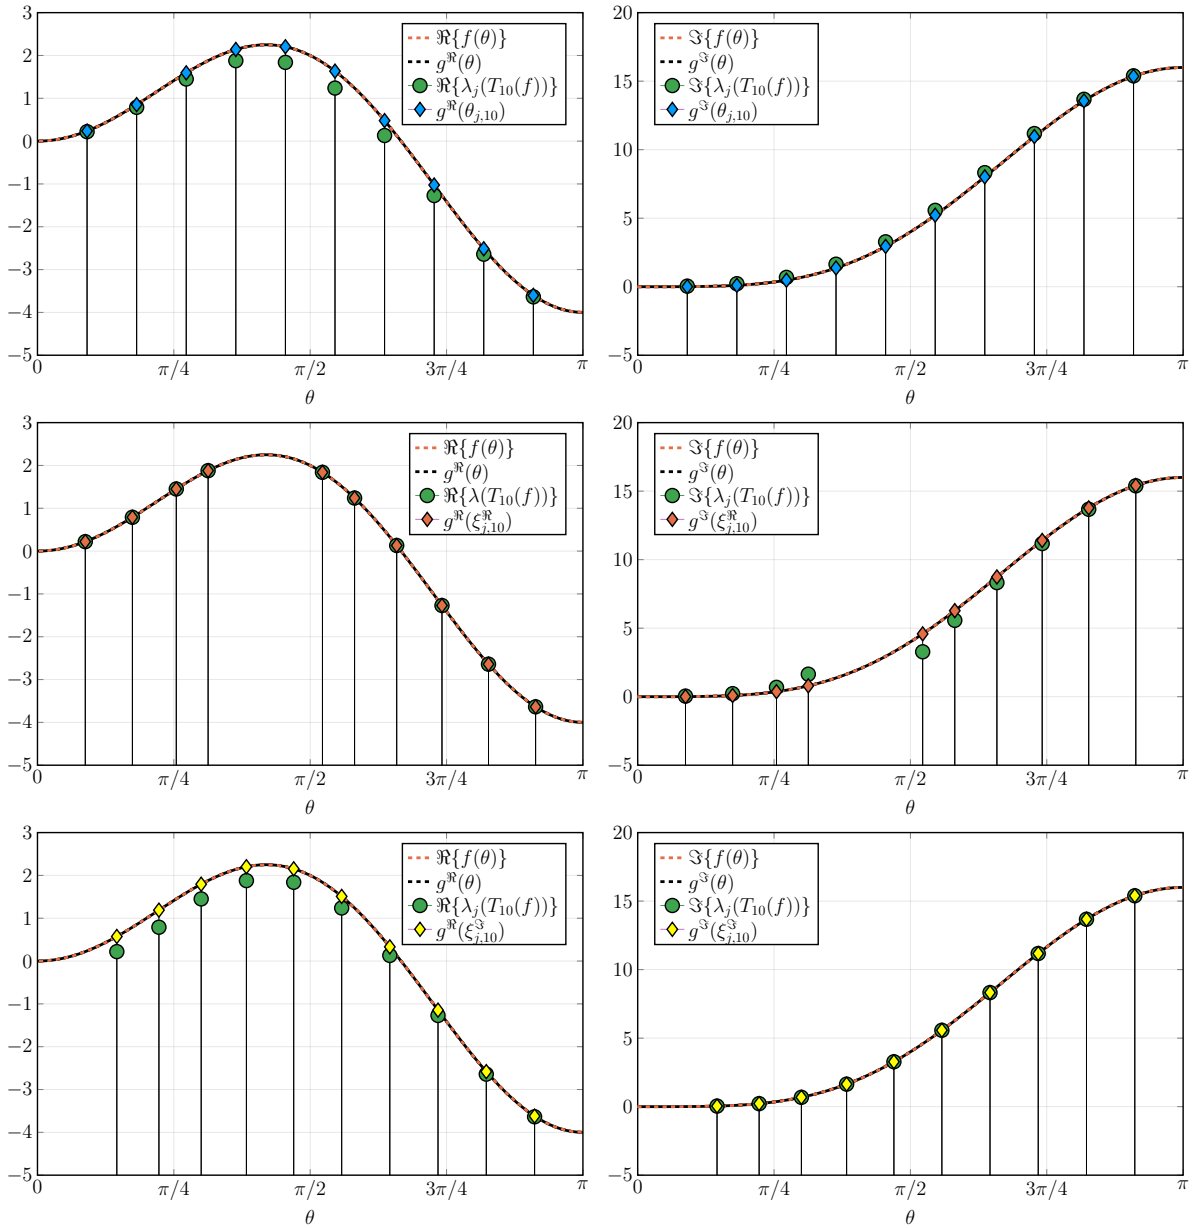 3
2
1
0
−1
−2
−3
−4
−5
0
π/4
π/2
3π/4
π
θ
ℜ{f(θ)}
g^ℜ(θ)
ℜ{λ_j(T_10(f))}
g^ℜ(θ_{j,10})
20
15
10
5
0
−5
0
π/4
π/2
3π/4
π
θ
ℑ{f(θ)}
g^ℑ(θ)
ℑ{λ_j(T_10(f))}
g^ℑ(θ_{j,10})
3
2
1
0
−1
−2
−3
−4
−5
0
π/4
π/2
3π/4
π
θ
ℜ{f(θ)}
g^ℜ(θ)
ℜ{λ(T_10(f))}
g^ℜ(ξ^ℜ_{j,10})
20
15
10
5
0
−5
0
π/4
π/2
3π/4
π
θ
ℑ{f(θ)}
g^ℑ(θ)
ℑ{λ_j(T_10(f))}
g^ℑ(ξ^ℜ_{j,10})
3
2
1
0
−1
−2
−3
−4
−5
0
π/4
π/2
3π/4
π
θ
ℜ{f(θ)}
g^ℜ(θ)
ℜ{λ_j(T_10(f))}
g^ℜ(ξ^ℑ_{j,10})
20
15
10
5
0
−5
0
π/4
π/2
3π/4
π
θ
ℑ{f(θ)}
g^ℑ(θ)
ℑ{λ_j(T_10(f))}
g^ℑ(ξ^ℑ_{j,10})